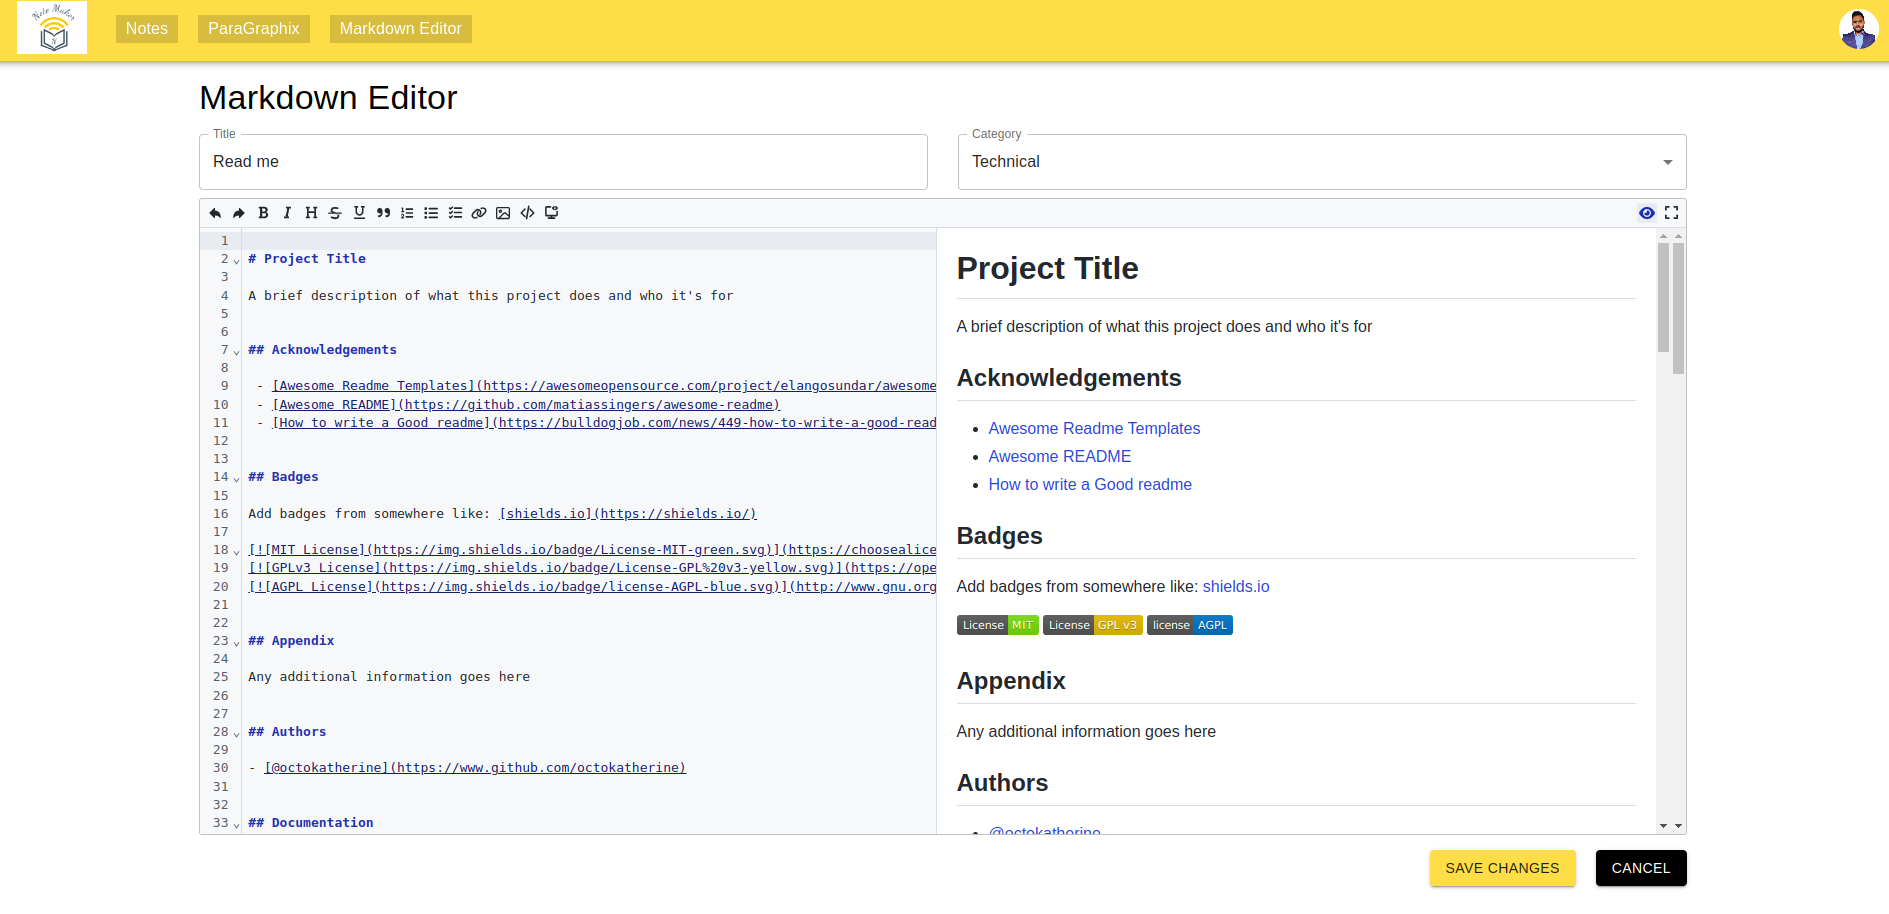 Note Maker
N
Notes
ParaGraphix
Markdown Editor
Markdown Editor
Title
Category
Read me
Technical
1
2 # Project Title
3
4 A brief description of what this project does and who it's for
5
6
7 ## Acknowledgements
8
9 - [Awesome Readme Templates](https://awesomeopensource.com/project/elangosundar/awesome
10 - [Awesome README](https://github.com/matiassingers/awesome-readme)
11 - [How to write a Good readme](https://bulldogjob.com/news/449-how-to-write-a-good-read
12
13
14 ## Badges
15
16 Add badges from somewhere like: [shields.io](https://shields.io/)
17
18 [![MIT License](https://img.shields.io/badge/License-MIT-green.svg)](https://choosealice
19 [![GPLv3 License](https://img.shields.io/badge/License-GPL%20v3-yellow.svg)](https://ope
20 [![AGPL License](https://img.shields.io/badge/license-AGPL-blue.svg)](http://www.gnu.org
21
22
23 ## Appendix
24
25 Any additional information goes here
26
27
28 ## Authors
29
30 - [@octokatherine](https://www.github.com/octokatherine)
31
32
33 ## Documentation
Project Title
A brief description of what this project does and who it's for
Acknowledgements
Awesome Readme Templates
Awesome README
How to write a Good readme
Badges
Add badges from somewhere like: shields.io
License MIT License GPL v3 license AGPL
Appendix
Any additional information goes here
Authors
@octokatherine
SAVE CHANGES
CANCEL